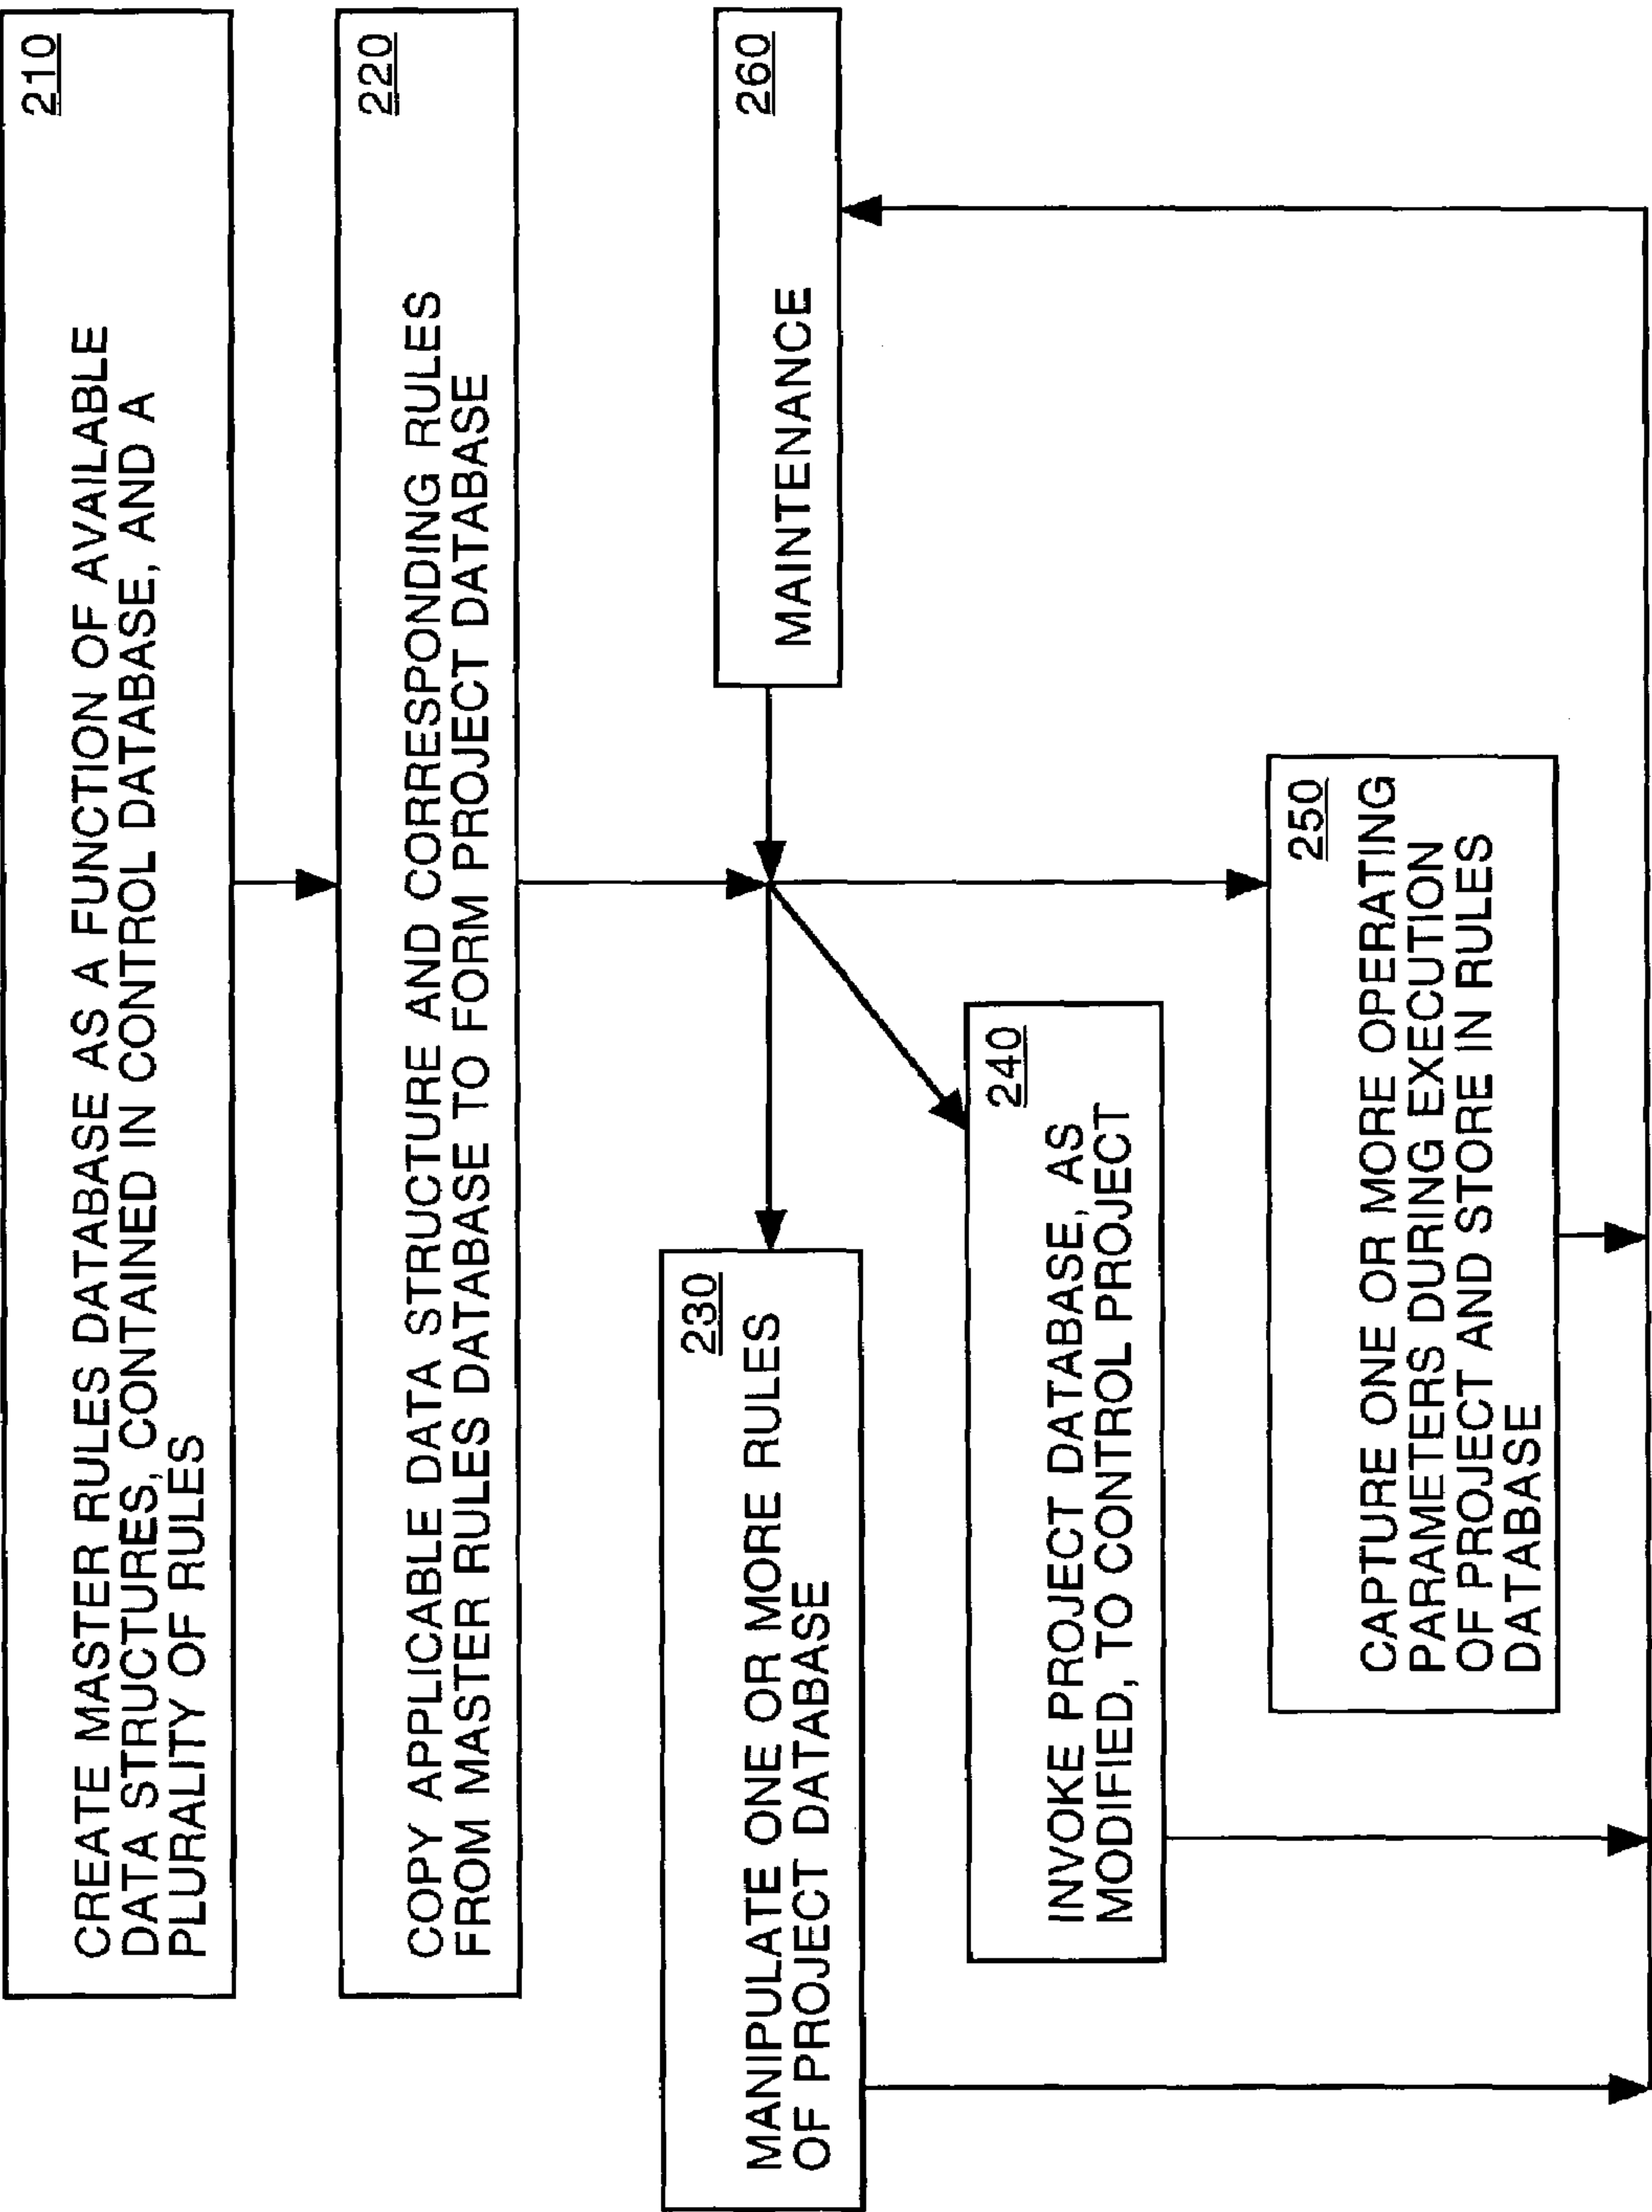 210
CREATE MASTER RULES DATABASE AS A FUNCTION OF AVAILABLE
DATA STRUCTURES, CONTAINED IN CONTROL DATABASE, AND A
PLURALITY OF RULES
220
COPY APPLICABLE DATA STRUCTURE AND CORRESPONDING RULES
FROM MASTER RULES DATABASE TO FORM PROJECT DATABASE
230
MANIPULATE ONE OR MORE RULES
OF PROJECT DATABASE
260
MAINTENANCE
240
INVOKE PROJECT DATABASE, AS
MODIFIED, TO CONTROL PROJECT
250
CAPTURE ONE OR MORE OPERATING
PARAMETERS DURING EXECUTION
OF PROJECT AND STORE IN RULES
DATABASE